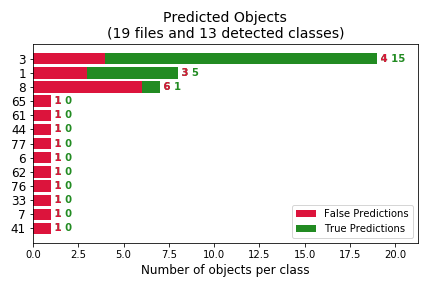 Predicted Objects
(19 files and 13 detected classes)
3 4 15
1 3 5
8 6 1
65 1 0
61 1 0
44 1 0
77 1 0
6 1 0
62 1 0
76 1 0
33 1 0
7 1 0
41 1 0
False Predictions
True Predictions
0.0 2.5 5.0 7.5 10.0 12.5 15.0 17.5 20.0
Number of objects per class